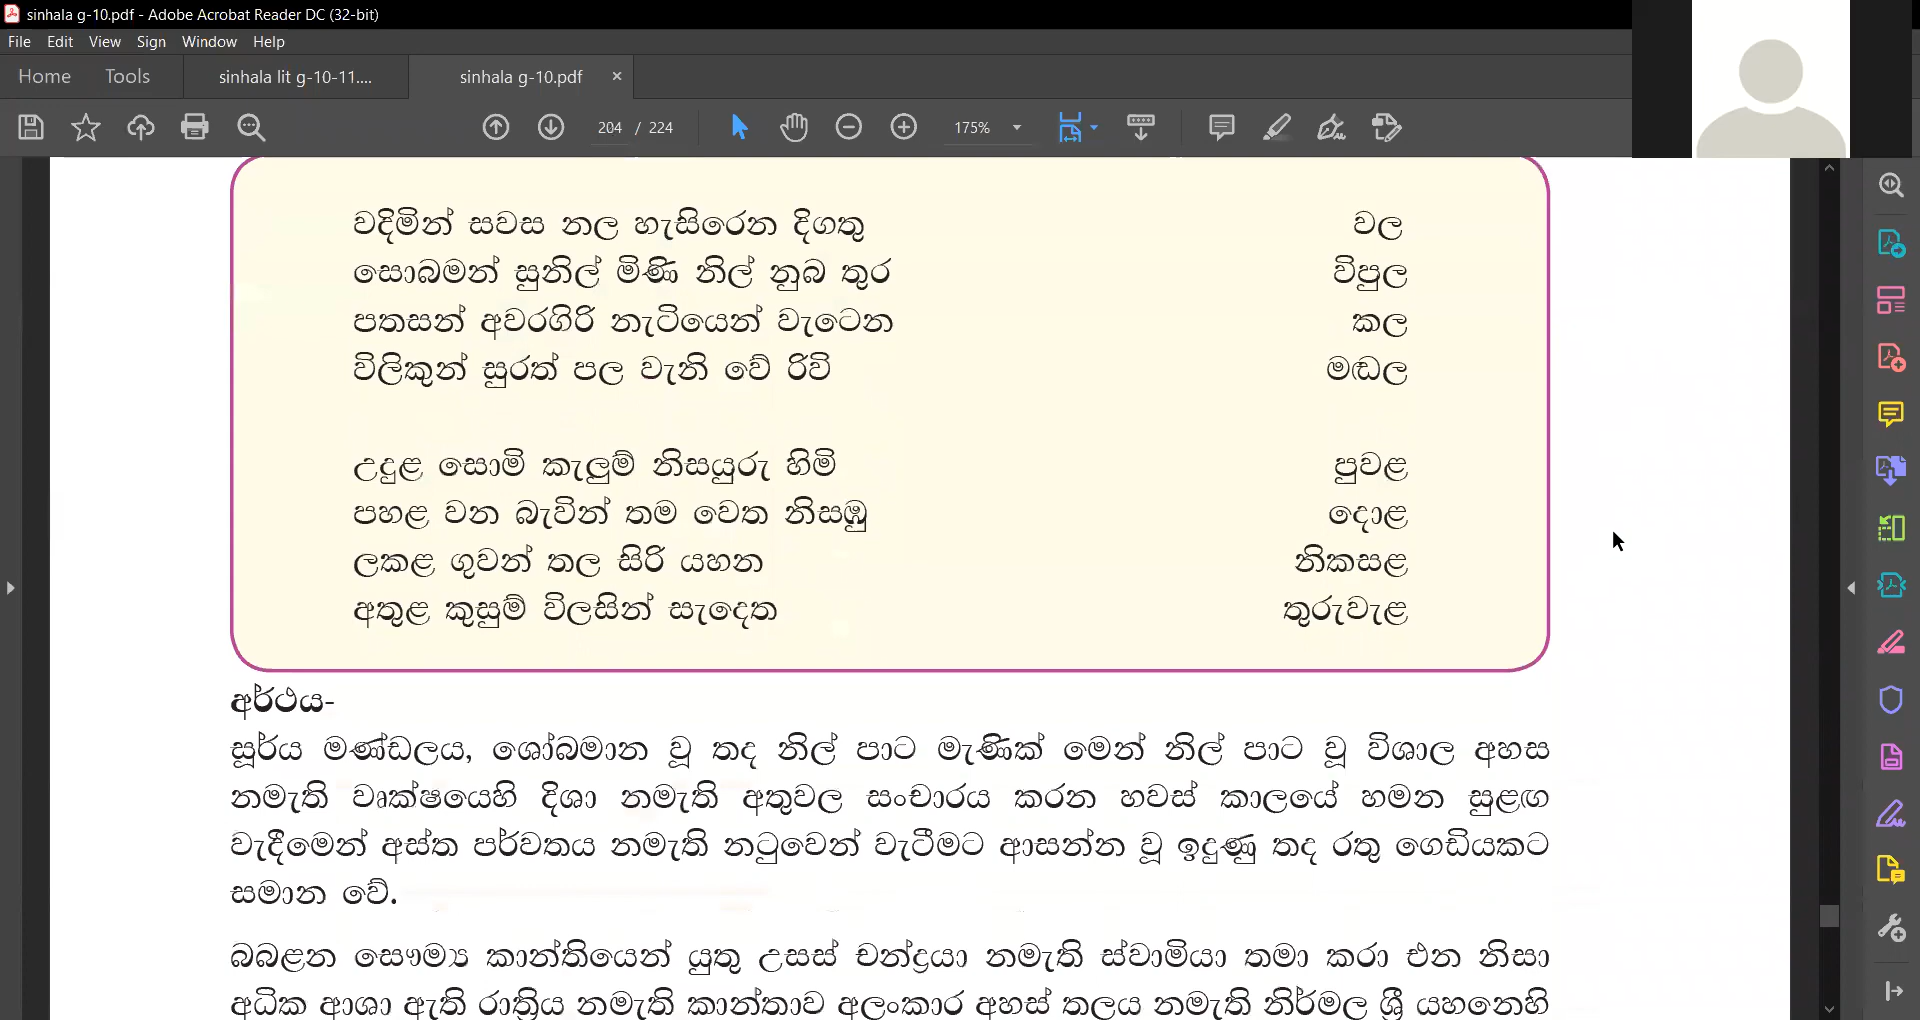 sinhala g-10.pdf - Adobe Acrobat Reader DC (32-bit)
File Edit View Sign Window Help
Home Tools sinhala lit g-10-11.... sinhala g-10.pdf ×
204 / 224 175%
වදිමින් සවස නල හැසිරෙන දිගතු වල
සොබමන් සුනිල් මිණි නිල් නුබ තුර විපුල
පතසන් අවරගිරි නැටියෙන් වැටෙන කල
විලිකුන් සුරත් පල වැනි වේ රිවි මඬල
උදුළ සොමි කැලුම් නිසයුරු හිමි පුවළ
පහළ වන බැවින් තම වෙත නිසඹු දොළ
ලකළ ගුවන් තල සිරි යහන නිකසළ
අතුළ කුසුම් විලසින් සැදෙත තුරුවැළ
අර්ථය-
සූර්ය මණ්ඩලය, ශෝබමාන වූ තද නිල් පාට මැණික් මෙන් නිල් පාට වූ විශාල අහස
නමැති වෘක්ෂයෙහි දිශා නමැති අතුවල සංචාරය කරන හවස් කාලයේ හමන සුළඟ
වැදීමෙන් අස්ත පර්වතය නමැති නටුවෙන් වැටීමට ආසන්න වූ ඉදුණු තද රතු ගෙඩියකට
සමාන වේ.
බබළන සෞම්‍ය කාන්තියෙන් යුතු උසස් චන්ද්‍රයා නමැති ස්වාමියා තමා කරා එන නිසා
අධික ආශා ඇති රාත්‍රිය නමැති කාන්තාව අලංකාර අහස් තලය නමැති නිර්මල ශ්‍රී යහනෙහි